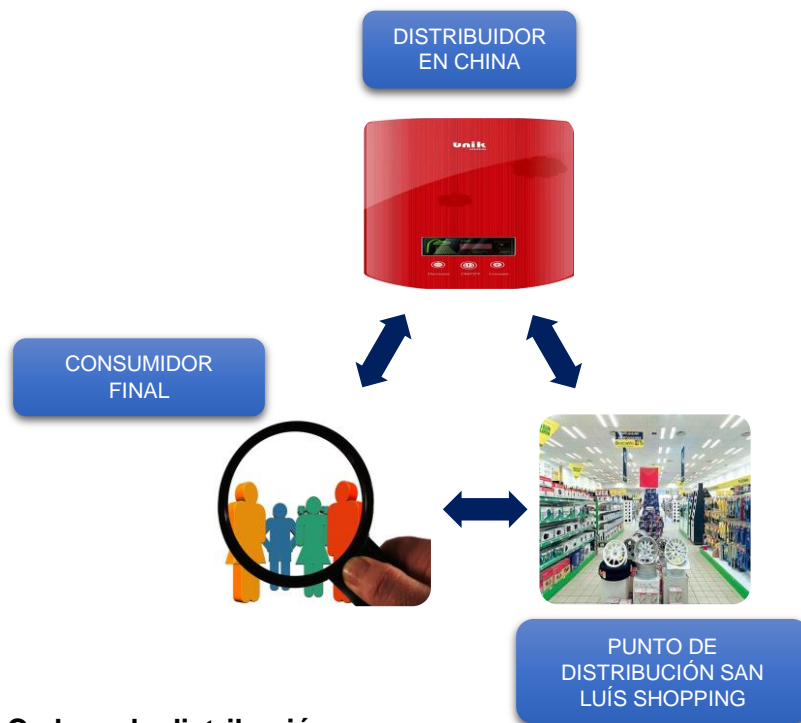 DISTRIBUIDOR
EN CHINA
unik
CONSUMIDOR
FINAL
PUNTO DE
DISTRIBUCIÓN SAN
LUÍS SHOPPING